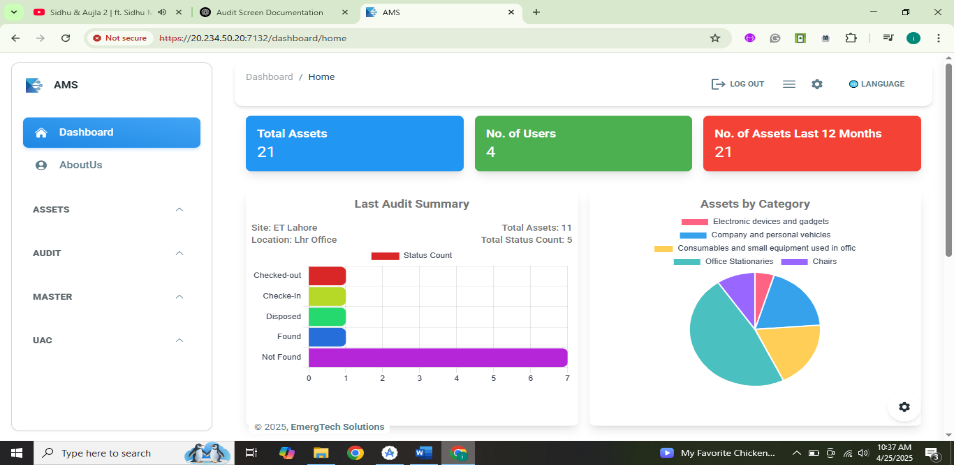 Sidhu & Aujla 2 | ft. Sidhu
Audit Screen Documentation
AMS
Not secure
https://20.234.50.20:7132/dashboard/home
AMS
Dashboard / Home
LOG OUT
LANGUAGE
Dashboard
AboutUs
ASSETS
AUDIT
MASTER
UAC
Total Assets
21
No. of Users
4
No. of Assets Last 12 Months
21
Last Audit Summary
Site: ET Lahore
Total Assets: 11
Location: Lhr Office
Total Status Count: 5
Status Count
Checked-out
Checke-In
Disposed
Found
Not Found
0 1 2 3 4 5 6 7
Assets by Category
Electronic devices and gadgets
Company and personal vehicles
Consumables and small equipment used in offic
Office Stationaries
Chairs
© 2025, EmergTech Solutions
Type here to search
My Favorite Chicken...
10:37 AM
4/25/2025
3